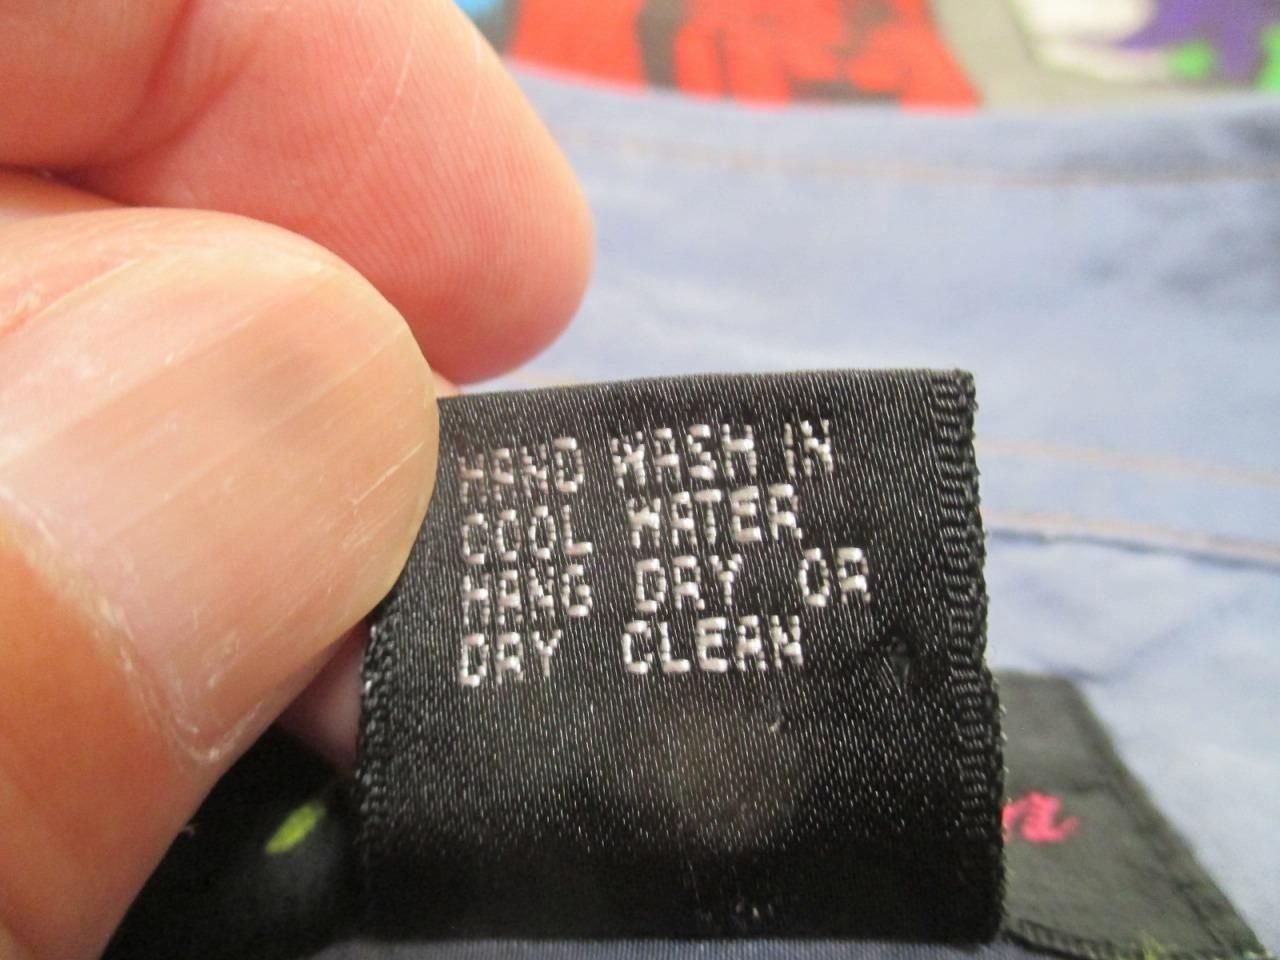 HAND WASH IN
COOL WATER
HANG DRY OR
DRY CLEAN